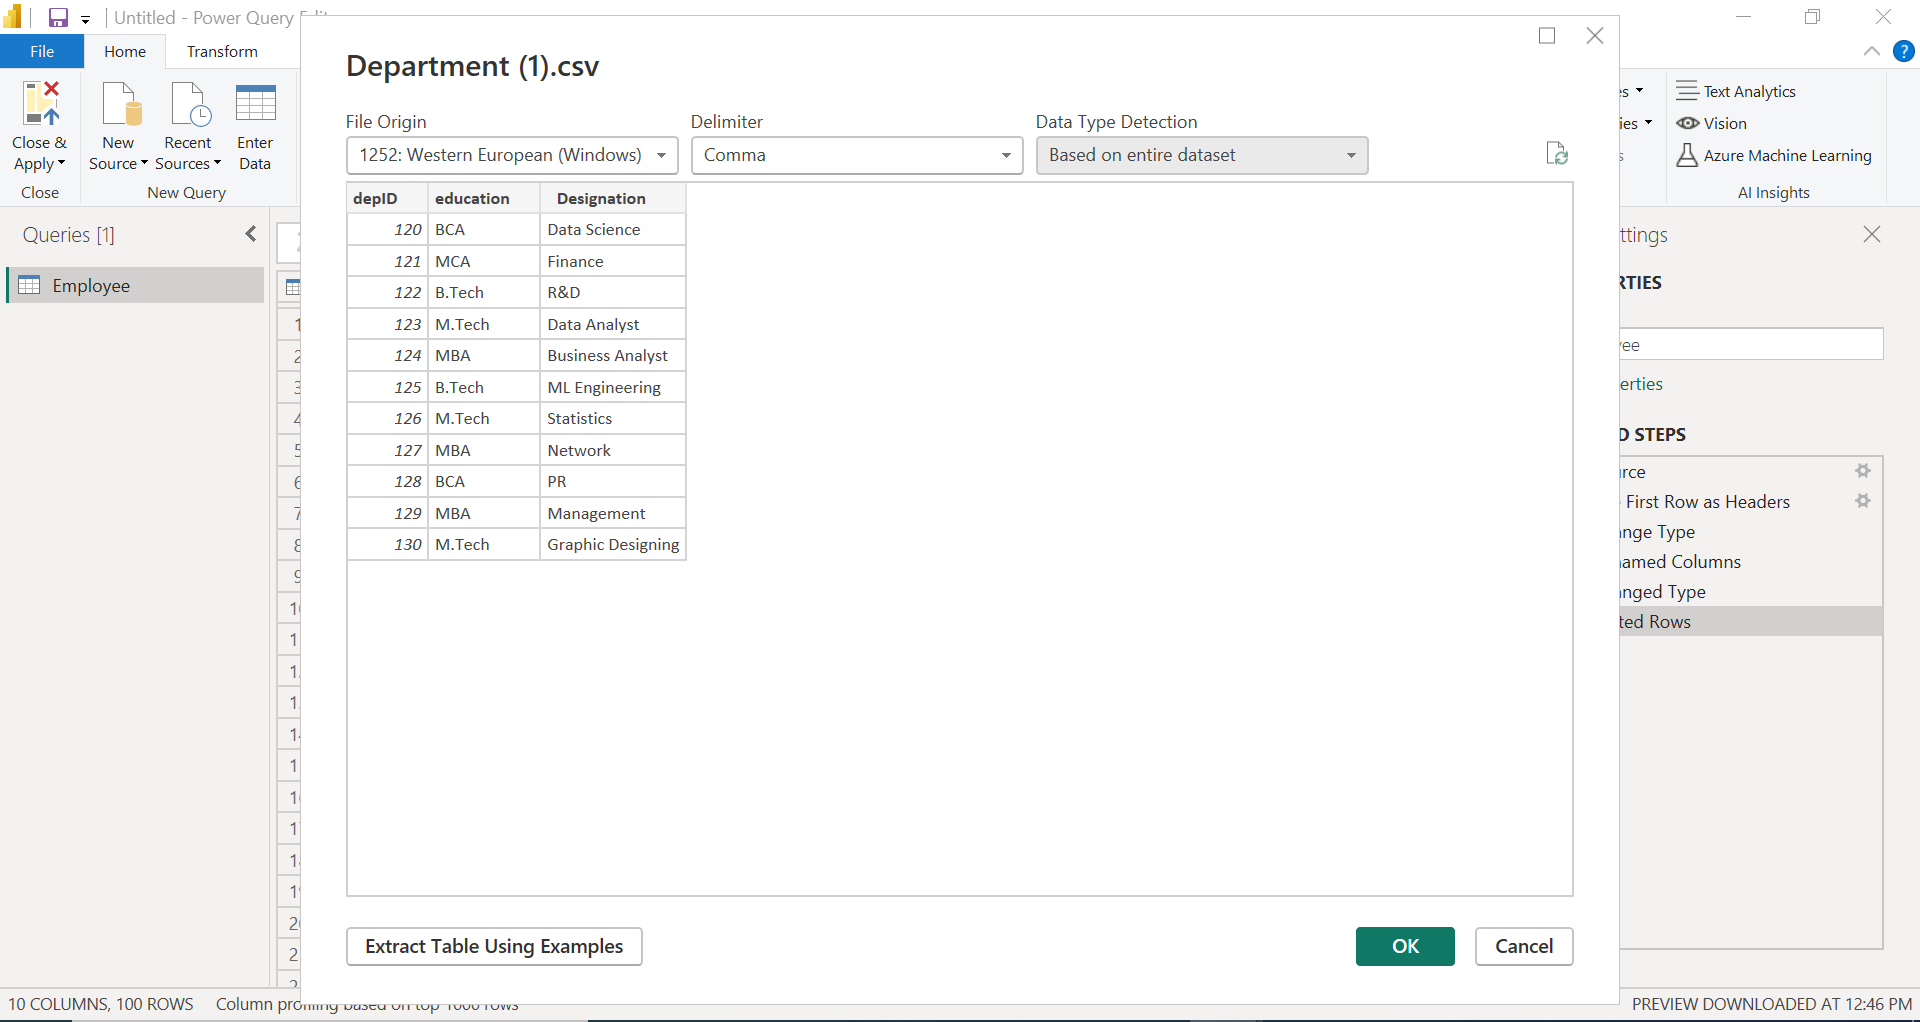 Untitled - Power Query
File
Home
Transform
Close &
Apply
New
Source
Recent
Sources
Enter
Data
Close
New Query
Text Analytics
Vision
Azure Machine Learning
AI Insights
Queries [1]
Employee
Department (1).csv
File Origin
Delimiter
Data Type Detection
1252: Western European (Windows)
Comma
Based on entire dataset
depID education Designation
120 BCA Data Science
121 MCA Finance
122 B.Tech R&D
123 M.Tech Data Analyst
124 MBA Business Analyst
125 B.Tech ML Engineering
126 M.Tech Statistics
127 MBA Network
128 BCA PR
129 MBA Management
130 M.Tech Graphic Designing
Extract Table Using Examples
OK
Cancel
ttings
RTIES
ee
erties
D STEPS
rce
First Row as Headers
nge Type
amed Columns
nged Type
ted Rows
10 COLUMNS, 100 ROWS
Column profiling based on top 1000 rows
PREVIEW DOWNLOADED AT 12:46 PM